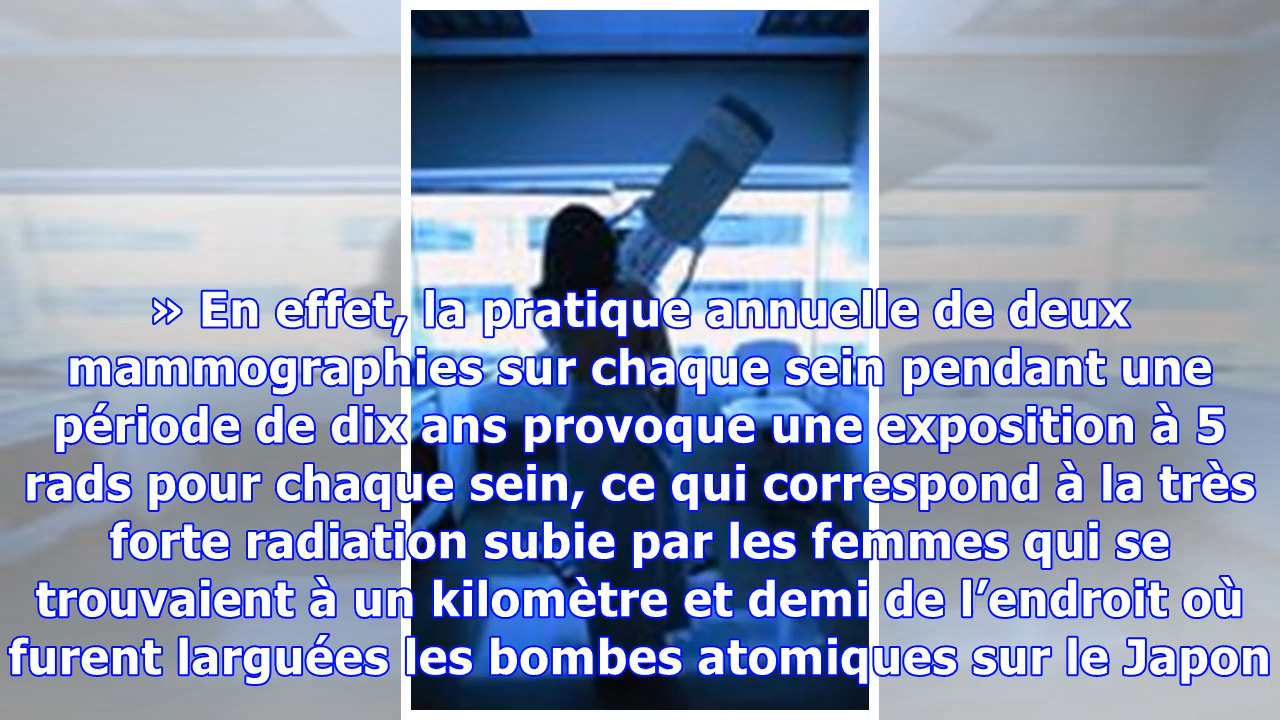 » En effet, la pratique annuelle de deux
mammographies sur chaque sein pendant une
période de dix ans provoque une exposition à 5
rads pour chaque sein, ce qui correspond à la très
forte radiation subie par les femmes qui se
trouvaient à un kilomètre et demi de l’endroit où
furent larguées les bombes atomiques sur le Japon